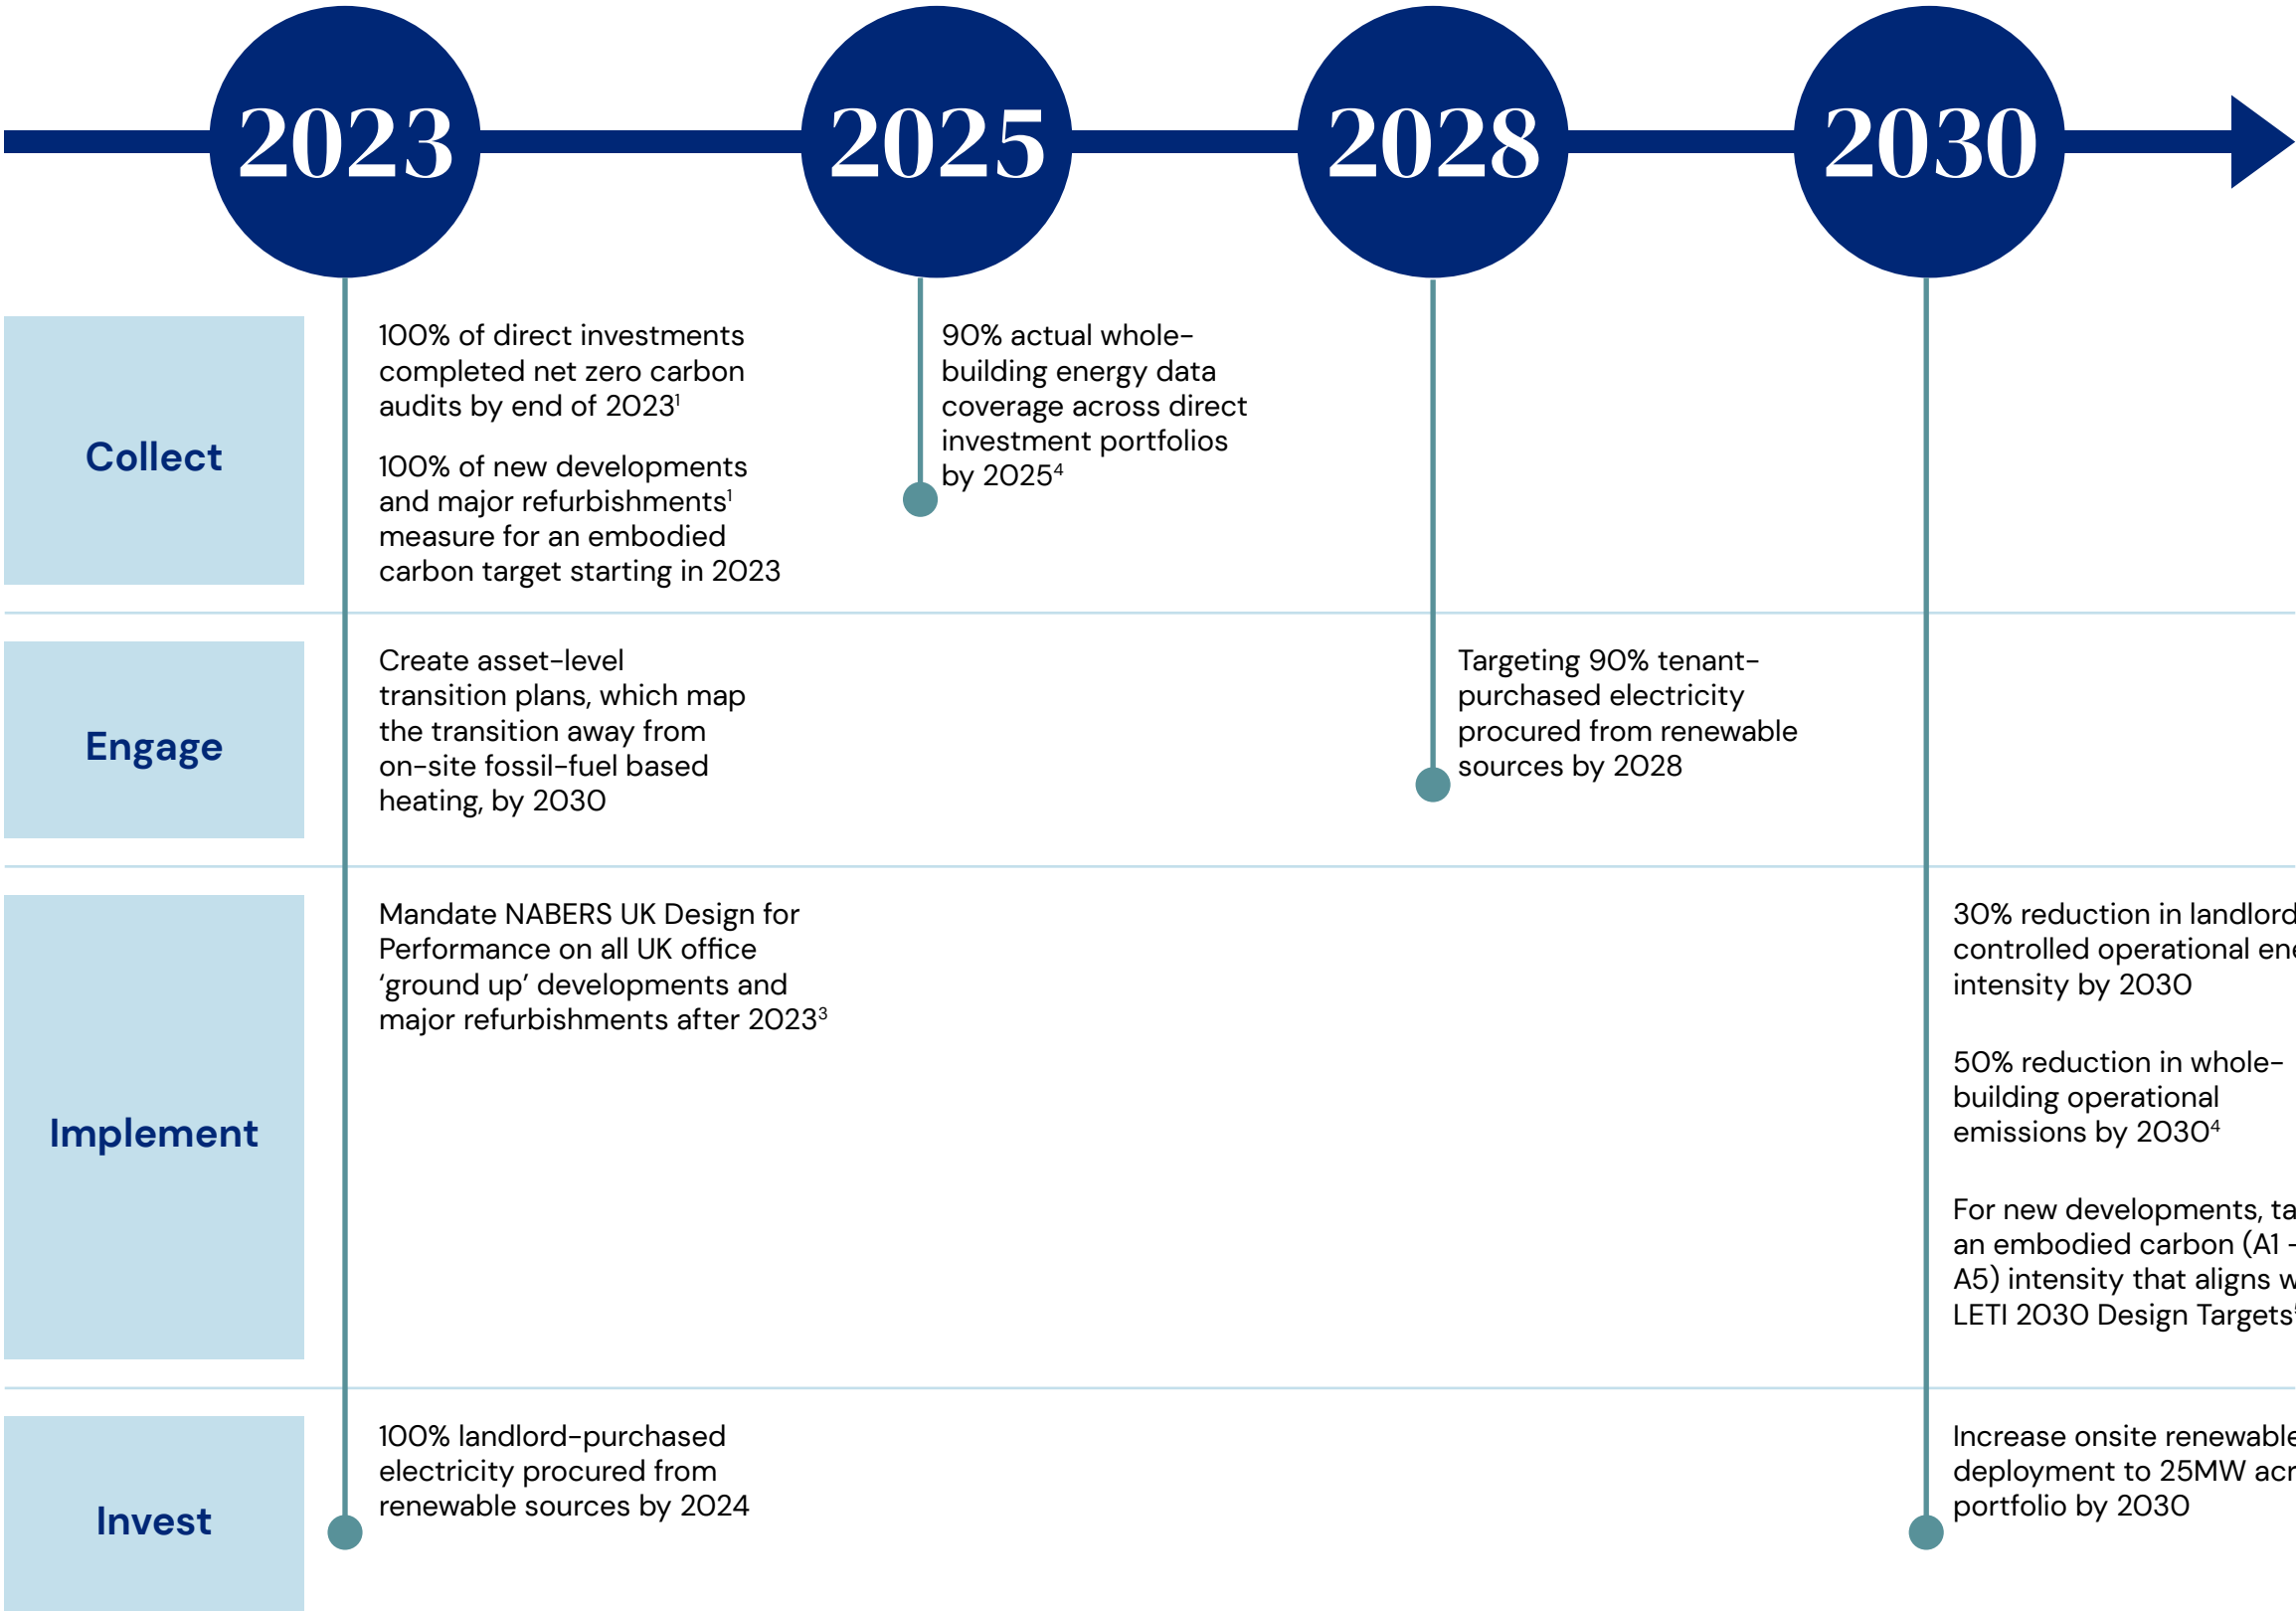 2023
2025
2028
2030
Collect
100% of direct investments
completed net zero carbon
audits by end of 2023¹
100% of new developments
and major refurbishments¹
measure for an embodied
carbon target starting in 2023
90% actual whole-
building energy data
coverage across direct
investment portfolios
by 2025⁴
Engage
Create asset-level
transition plans, which map
the transition away from
on-site fossil-fuel based
heating, by 2030
Targeting 90% tenant-
purchased electricity
procured from renewable
sources by 2028
Implement
Mandate NABERS UK Design for
Performance on all UK office
‘ground up’ developments and
major refurbishments after 2023³
30% reduction in landlord
controlled operational
intensity by 2030
50% reduction in whole-
building operational
emissions by 2030⁴
For new developments,
an embodied carbon (A1 -
A5) intensity that aligns
LETI 2030 Design Targets
Invest
100% landlord-purchased
electricity procured from
renewable sources by 2024
Increase onsite renewable
deployment to 25MW
portfolio by 2030